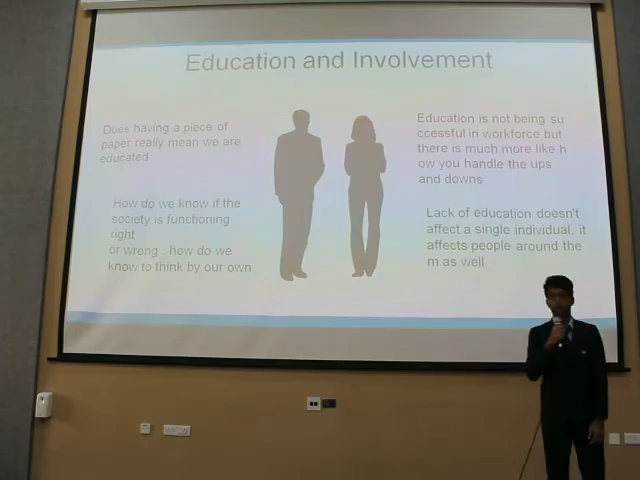 Education and Involvement
Does having a piece of
paper really mean we are
educated
How do we know if the
society is functioning
right
or wrong . how do we
know to think by our own.
Education is not being su
ccessful in workforce but
there is much more like h
ow you handle the ups
and downs
Lack of education doesn't
affect a single individual, it
affects people around the
m as well